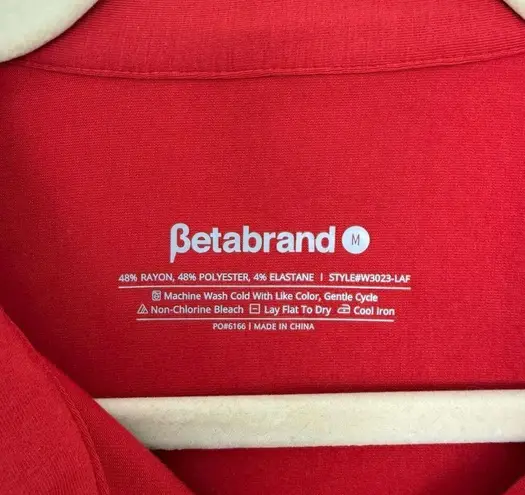 βetabrand M
48% RAYON, 48% POLYESTER, 4% ELASTANE | STYLE#W3023-LAF
Machine Wash Cold With Like Color, Gentle Cycle
Non-Chlorine Bleach Lay Flat To Dry Cool Iron
PO#6166 | MADE IN CHINA